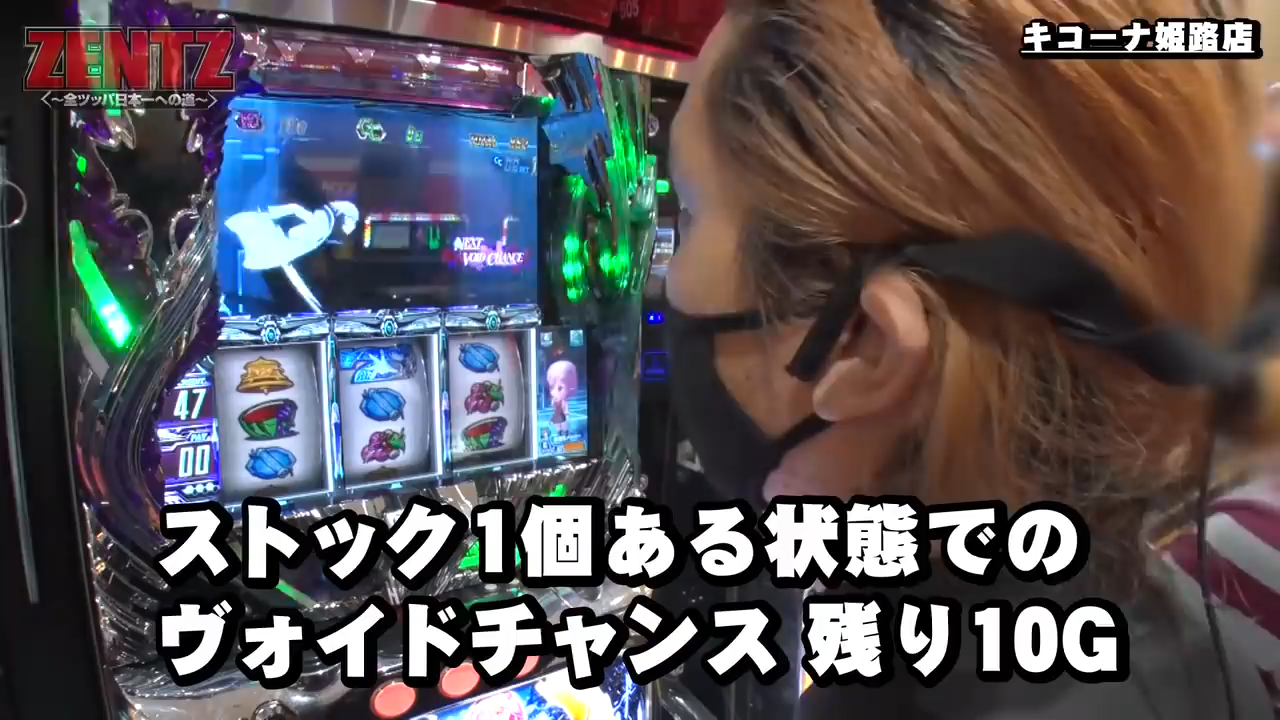 ZENTZ
〈～全ツッパ日本一への道～〉
キコーナ姫路店
NEXT
VOID CHANCE
47
PAY
00
ストック1個ある状態での
ヴォイドチャンス 残り10G